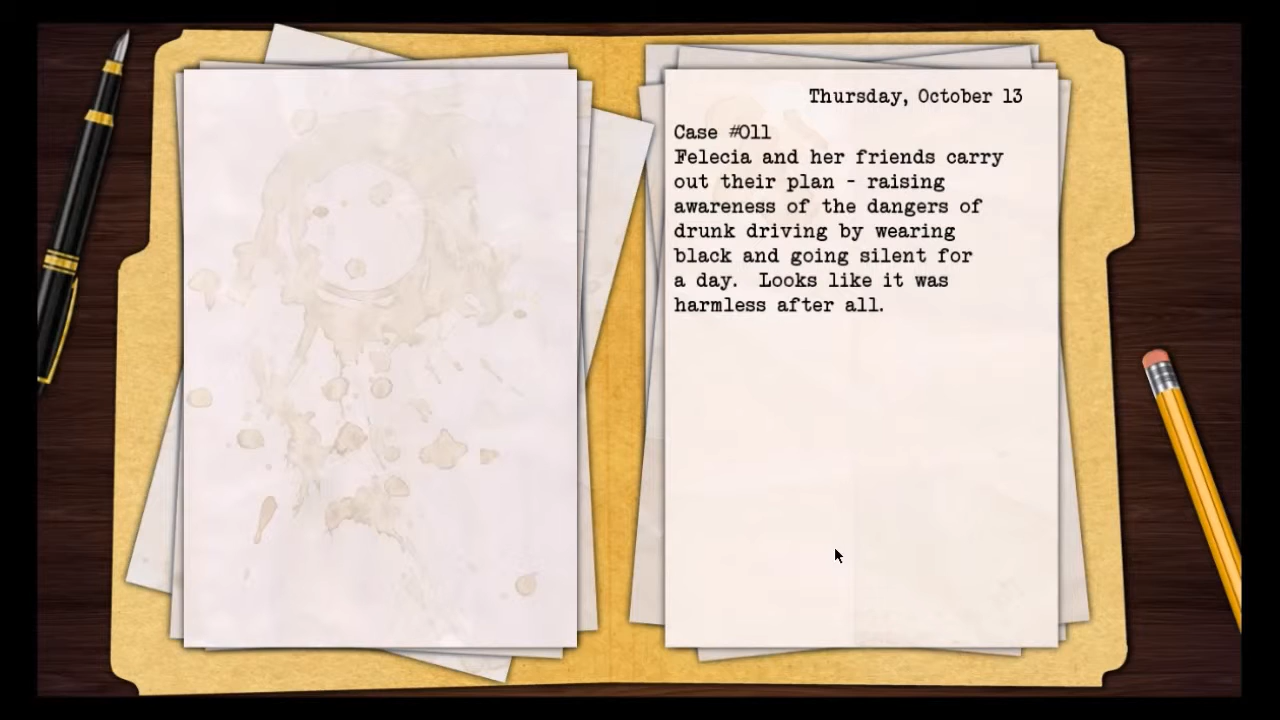 Thursday, October 13
Case #011
Felecia and her friends carry
out their plan - raising
awareness of the dangers of
drunk driving by wearing
black and going silent for
a day.  Looks like it was
harmless after all.